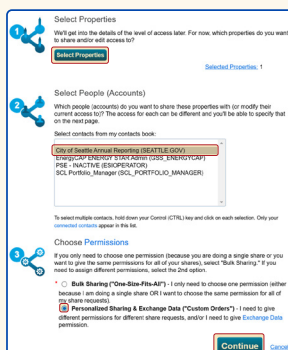 1
Select Properties
We'll get into the details of the level of access later. For now, which properties do you want
to share and/or edit access to?
Select Properties
Selected Properties: 1
2
Select People (Accounts)
Which people (accounts) do you want to share these properties with (or modify their
current access to)? The access for each can be different and you'll be able to specify that
on the next page.
Select contacts from my contacts book:
City of Seattle Annual Reporting (SEATTLE.GOV)
EnergyCAP ENERGY STAR Admin (GSS_ENERGYCAP)
PSE - INACTIVE (ESIOPERATOR)
SCL Portfolio_Manager (SCL_PORTFOLIO_MANAGER)
To select multiple contacts, hold down your Control (CTRL) key and click on each selection. Only your
connected contacts appear in this list.
3
Choose Permissions
If you only need to choose one permission (because you are doing a single share or you
want to give the same permissions for all of your shares), select "Bulk Sharing." If you
need to assign different permissions, select the 2nd option.
* Bulk Sharing ("One-Size-Fits-All") - I only need to choose one permission (either
because I am doing a single share OR I want to choose the same permission for all of
my share requests).
Personalized Sharing & Exchange Data ("Custom Orders") - I need to give
different permissions for different share requests, and/or I need to give Exchange Data
permission.
Continue Cancel